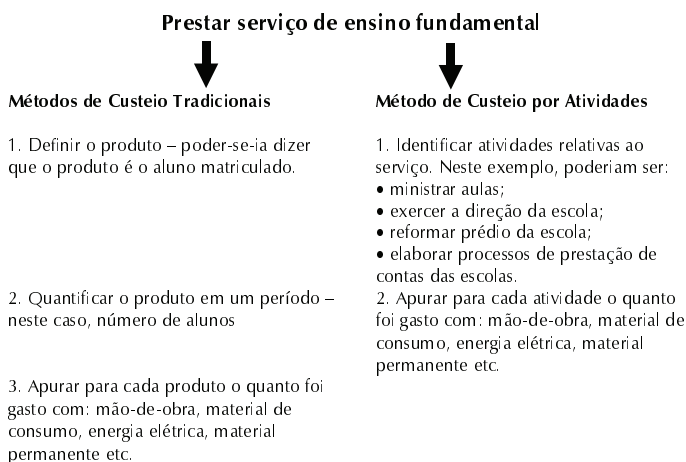 Prestar serviço de ensino fundamental
Métodos de Custeio Tradicionais
1. Definir o produto – poder-se-ia dizer
que o produto é o aluno matriculado.
2. Quantificar o produto em um período –
neste caso, número de alunos
3. Apurar para cada produto o quanto foi
gasto com: mão-de-obra, material de
consumo, energia elétrica, material
permanente etc.
Método de Custeio por Atividades
1. Identificar atividades relativas ao
serviço. Neste exemplo, poderiam ser:
• ministrar aulas;
• exercer a direção da escola;
• reformar prédio da escola;
• elaborar processos de prestação de
contas das escolas.
2. Apurar para cada atividade o quanto
foi gasto com: mão-de-obra, material de
consumo, energia elétrica, material
permanente etc.